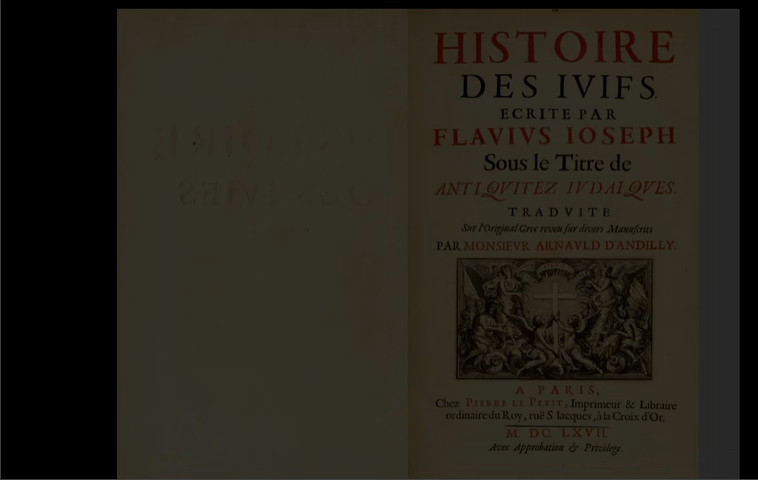 HISTOIRE
DES IVIFS.
ECRITE PAR
FLAVIVS IOSEPH
Sous le Titre de
ANTIQVITEZ IVDAIQVES.
TRADVITE
Sur l'Original Grec reveu sur divers Manuscrits
PAR MONSIEVR ARNAVLD D'ANDILLY.
A PARIS,
Chez PIERRE LE PETIT, Imprimeur & Libraire
ordinaire du Roy, ruë S. Iacques, à la Croix d'Or.
M. DC. LXVII.
Avec Approbation & Privilege.